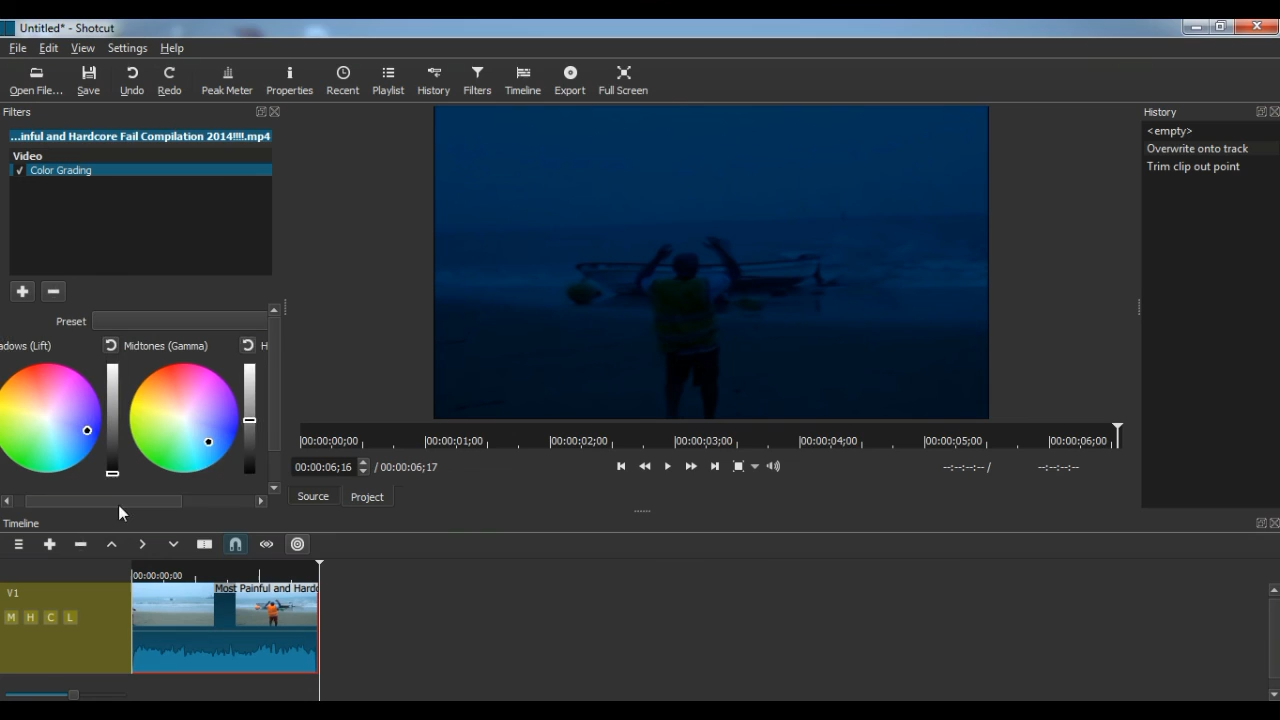 Untitled* - Shotcut
File Edit View Settings Help
Open File... Save Undo Redo Peak Meter Properties Recent Playlist History Filters Timeline Export Full Screen
Filters
...inful and Hardcore Fail Compilation 2014!!!!.mp4
Video
✓ Color Grading
Preset
adows (Lift) Midtones (Gamma) H
00:00:00;00 00:00:01;00 00:00:02;00 00:00:03;00 00:00:04;00 00:00:05;00 00:00:06;00
00:00:06;16 / 00:00:06;17 --:--:--:-- / --:--:--:--
Source Project
History
<empty>
Overwrite onto track
Trim clip out point
Timeline
00:00:00;00
V1 Most Painful and Hardc
M H C L